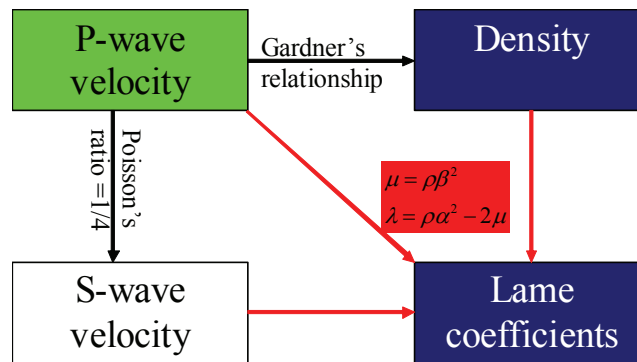 P-wave
velocity
Gardner's
relationship
Density
Poisson's
ratio =1/4
μ = ρβ²
λ = ρα² − 2μ
S-wave
velocity
Lame
coefficients